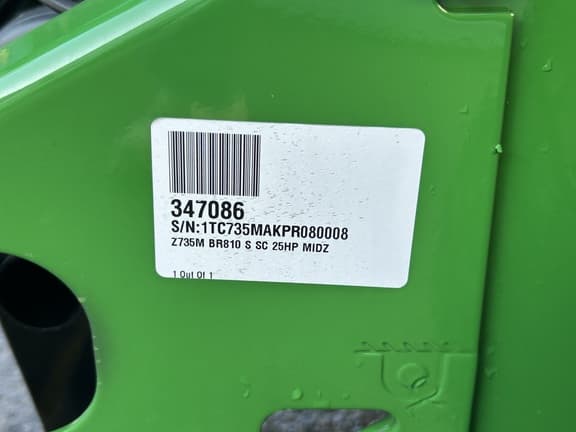 347086
S/N:1TC735MAKPR080008
Z735M BR810 S SC 25HP MIDZ
1 Out Of 1